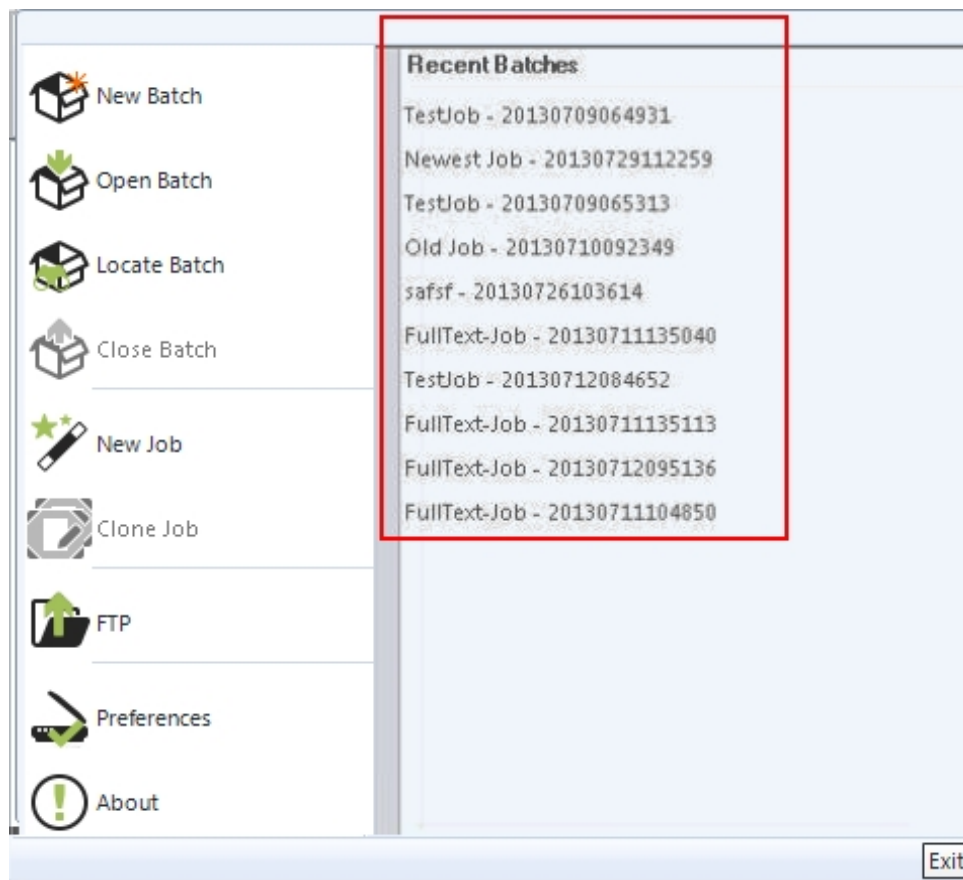 New Batch
Open Batch
Locate Batch
Close Batch
New Job
Clone Job
FTP
Preferences
About
Recent Batches
TestJob - 20130709064931
Newest Job - 20130729112259
TestJob - 20130709065313
Old Job - 20130710092349
safsf - 20130726103614
FullText-Job - 20130711135040
TestJob - 20130712084652
FullText-Job - 20130711135113
FullText-Job - 20130712095136
FullText-Job - 20130711104850
Exit